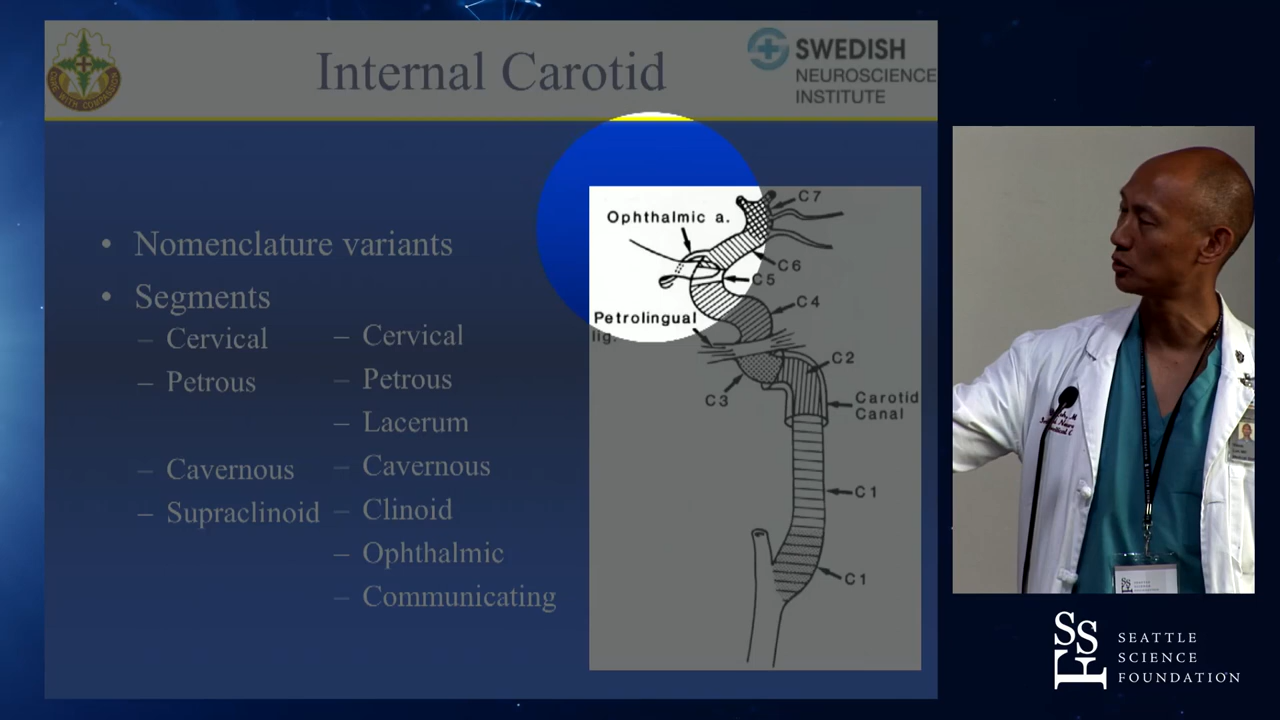 Internal Carotid
SWEDISH
NEUROSCIENCE
INSTITUTE
• Nomenclature variants
• Segments
– Cervical
– Petrous
– Cavernous
– Supraclinoid
– Cervical
– Petrous
– Lacerum
– Cavernous
– Clinoid
– Ophthalmic
– Communicating
C7
Ophthalmic a.
C6
C5
C4
Petrolingual
lig.
C2
C3
Carotid
Canal
C1
C1
SSF
SEATTLE
SCIENCE
FOUNDATION